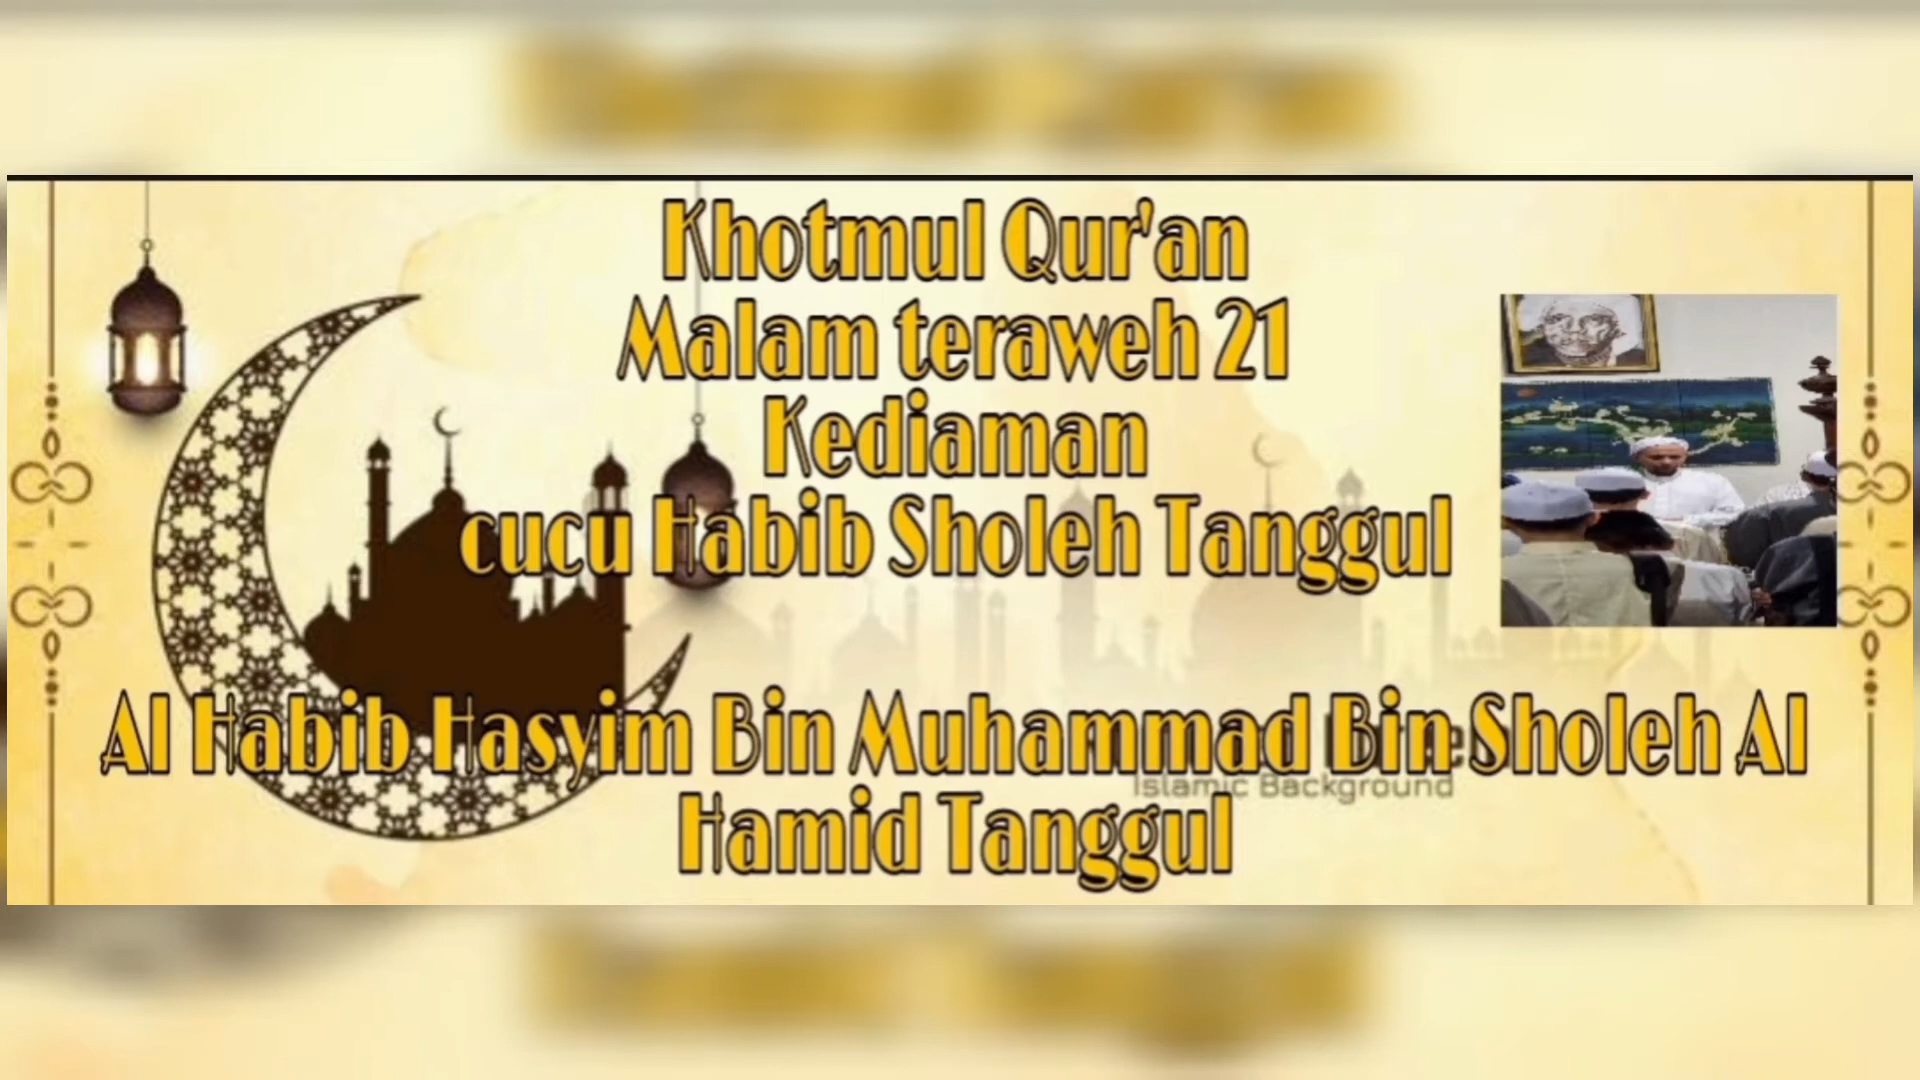 Khotmul Qur'an
Malam teraweh 21
Kediaman
cucu Habib Sholeh Tanggul
Al Habib Hasyim Bin Muhammad Bin Sholeh Al
Hamid Tanggul
Islamic Background